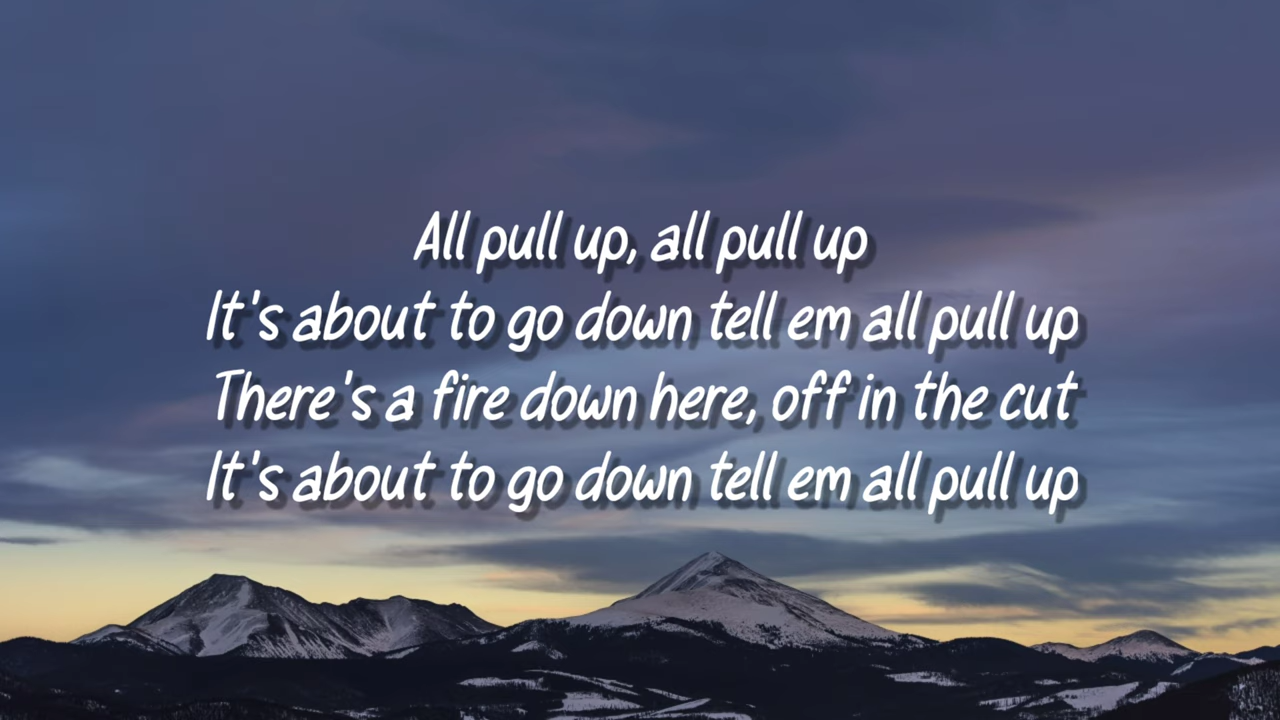 All pull up, all pull up
It's about to go down tell em all pull up
There's a fire down here, off in the cut
It's about to go down tell em all pull up